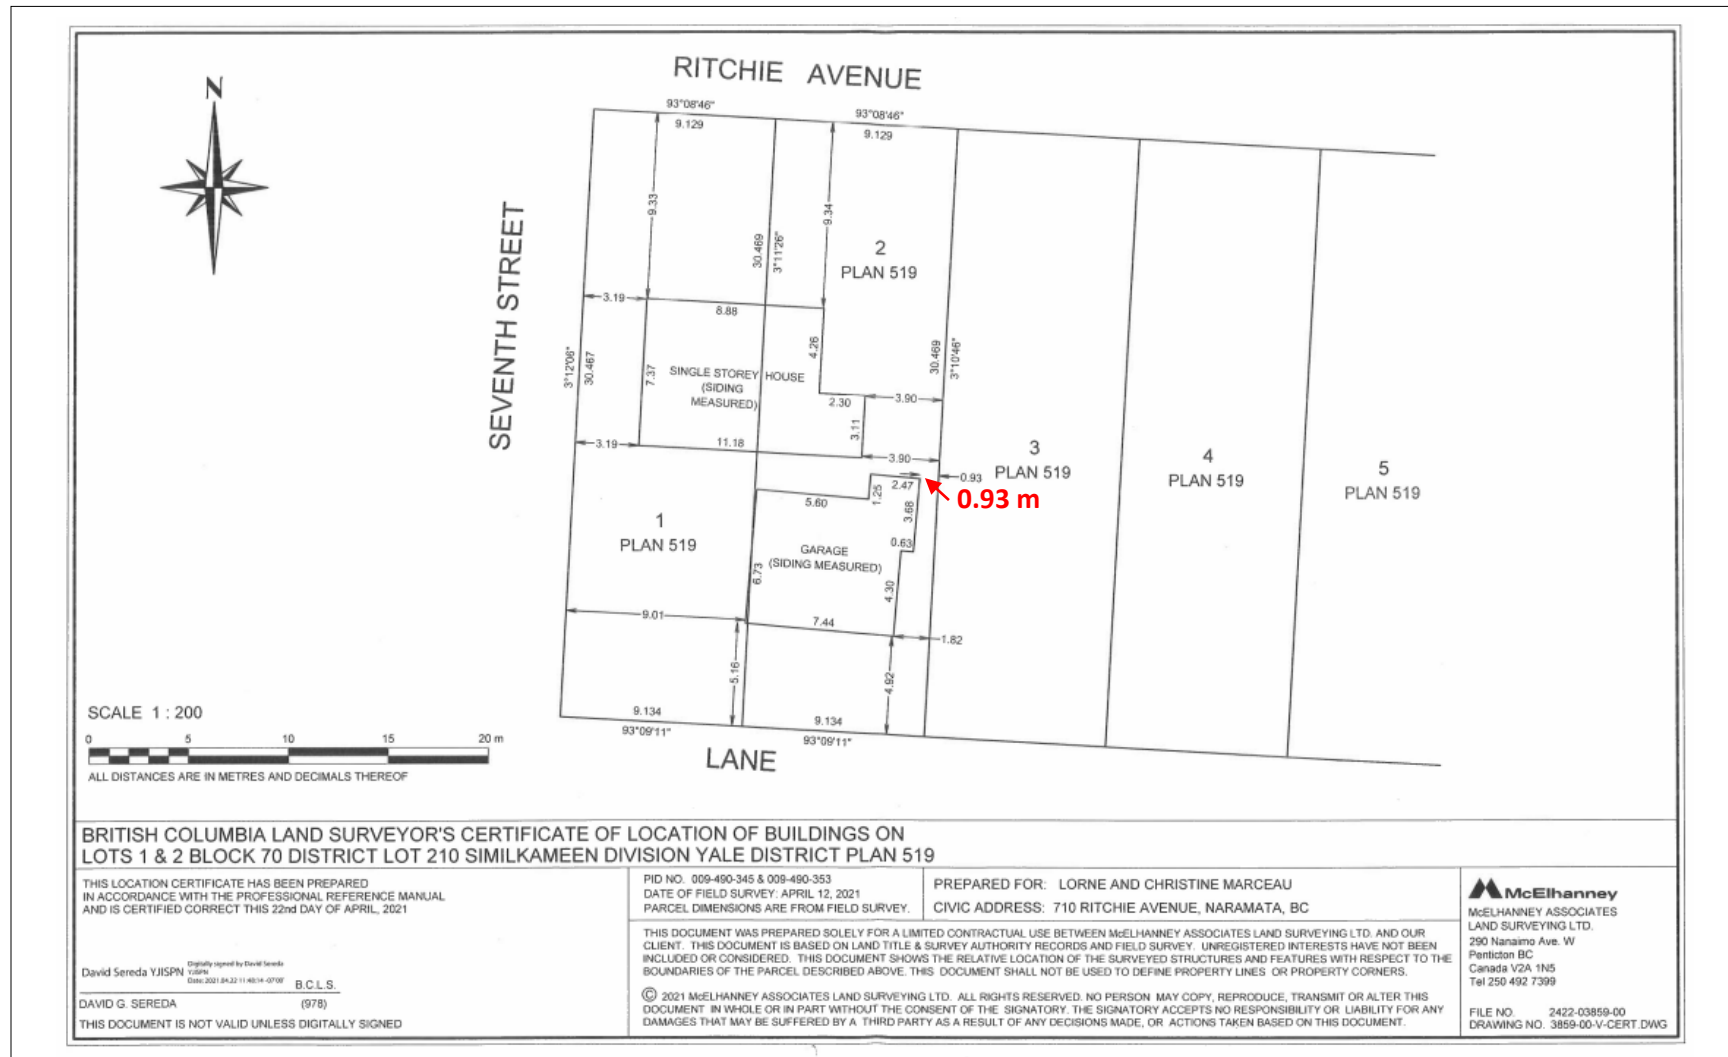 RITCHIE AVENUE
N
93°08'46"
93°08'46"
9.129
9.129
9.33
9.34
SEVENTH STREET
30.469
3°11'26"
2
PLAN 519
3.19
8.88
3°12'06"
30.467
7.37
4.26
30.469
3°10'46"
SINGLE STOREY HOUSE
(SIDING
MEASURED)
2.30
3.90
3.11
3.19
11.18
3.90
3
PLAN 519
4
PLAN 519
5
PLAN 519
0.93
0.93 m
2.47
1.25
5.60
3.68
1
PLAN 519
0.63
GARAGE
(SIDING MEASURED)
6.73
4.30
9.01
7.44
1.82
5.16
4.92
9.134
9.134
93°09'11"
93°09'11"
LANE
SCALE 1 : 200
0 5 10 15 20 m
ALL DISTANCES ARE IN METRES AND DECIMALS THEREOF
BRITISH COLUMBIA LAND SURVEYOR'S CERTIFICATE OF LOCATION OF BUILDINGS ON
LOTS 1 & 2 BLOCK 70 DISTRICT LOT 210 SIMILKAMEEN DIVISION YALE DISTRICT PLAN 519
THIS LOCATION CERTIFICATE HAS BEEN PREPARED
IN ACCORDANCE WITH THE PROFESSIONAL REFERENCE MANUAL
AND IS CERTIFIED CORRECT THIS 22nd DAY OF APRIL, 2021
David Sereda YJISPN
Digitally signed by David Sereda
YJISPN
Date: 2021.04.22 11:40:14 -07'00'
B.C.L.S.
DAVID G. SEREDA (978)
THIS DOCUMENT IS NOT VALID UNLESS DIGITALLY SIGNED
PID NO. 009-490-345 & 009-490-353
DATE OF FIELD SURVEY: APRIL 12, 2021
PARCEL DIMENSIONS ARE FROM FIELD SURVEY.
PREPARED FOR: LORNE AND CHRISTINE MARCEAU
CIVIC ADDRESS: 710 RITCHIE AVENUE, NARAMATA, BC
THIS DOCUMENT WAS PREPARED SOLELY FOR A LIMITED CONTRACTUAL USE BETWEEN McELHANNEY ASSOCIATES LAND SURVEYING LTD. AND OUR
CLIENT. THIS DOCUMENT IS BASED ON LAND TITLE & SURVEY AUTHORITY RECORDS AND FIELD SURVEY. UNREGISTERED INTERESTS HAVE NOT BEEN
INCLUDED OR CONSIDERED. THIS DOCUMENT SHOWS THE RELATIVE LOCATION OF THE SURVEYED STRUCTURES AND FEATURES WITH RESPECT TO THE
BOUNDARIES OF THE PARCEL DESCRIBED ABOVE. THIS DOCUMENT SHALL NOT BE USED TO DEFINE PROPERTY LINES OR PROPERTY CORNERS.
© 2021 McELHANNEY ASSOCIATES LAND SURVEYING LTD. ALL RIGHTS RESERVED. NO PERSON MAY COPY, REPRODUCE, TRANSMIT OR ALTER THIS
DOCUMENT IN WHOLE OR IN PART WITHOUT THE CONSENT OF THE SIGNATORY. THE SIGNATORY ACCEPTS NO RESPONSIBILITY OR LIABILITY FOR ANY
DAMAGES THAT MAY BE SUFFERED BY A THIRD PARTY AS A RESULT OF ANY DECISIONS MADE, OR ACTIONS TAKEN BASED ON THIS DOCUMENT.
McElhanney
McELHANNEY ASSOCIATES
LAND SURVEYING LTD.
290 Nanaimo Ave. W
Penticton BC
Canada V2A 1N5
Tel 250 492 7399
FILE NO. 2422-03859-00
DRAWING NO. 3859-00-V-CERT.DWG